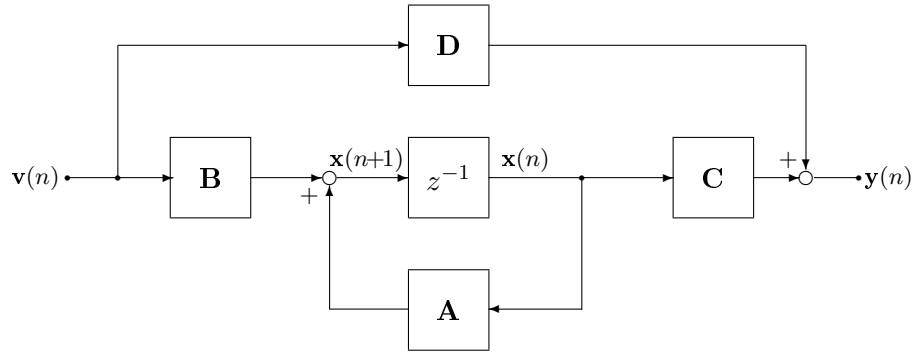 D
v(n) B x(n+1) z⁻¹ x(n) C + y(n)
+
A